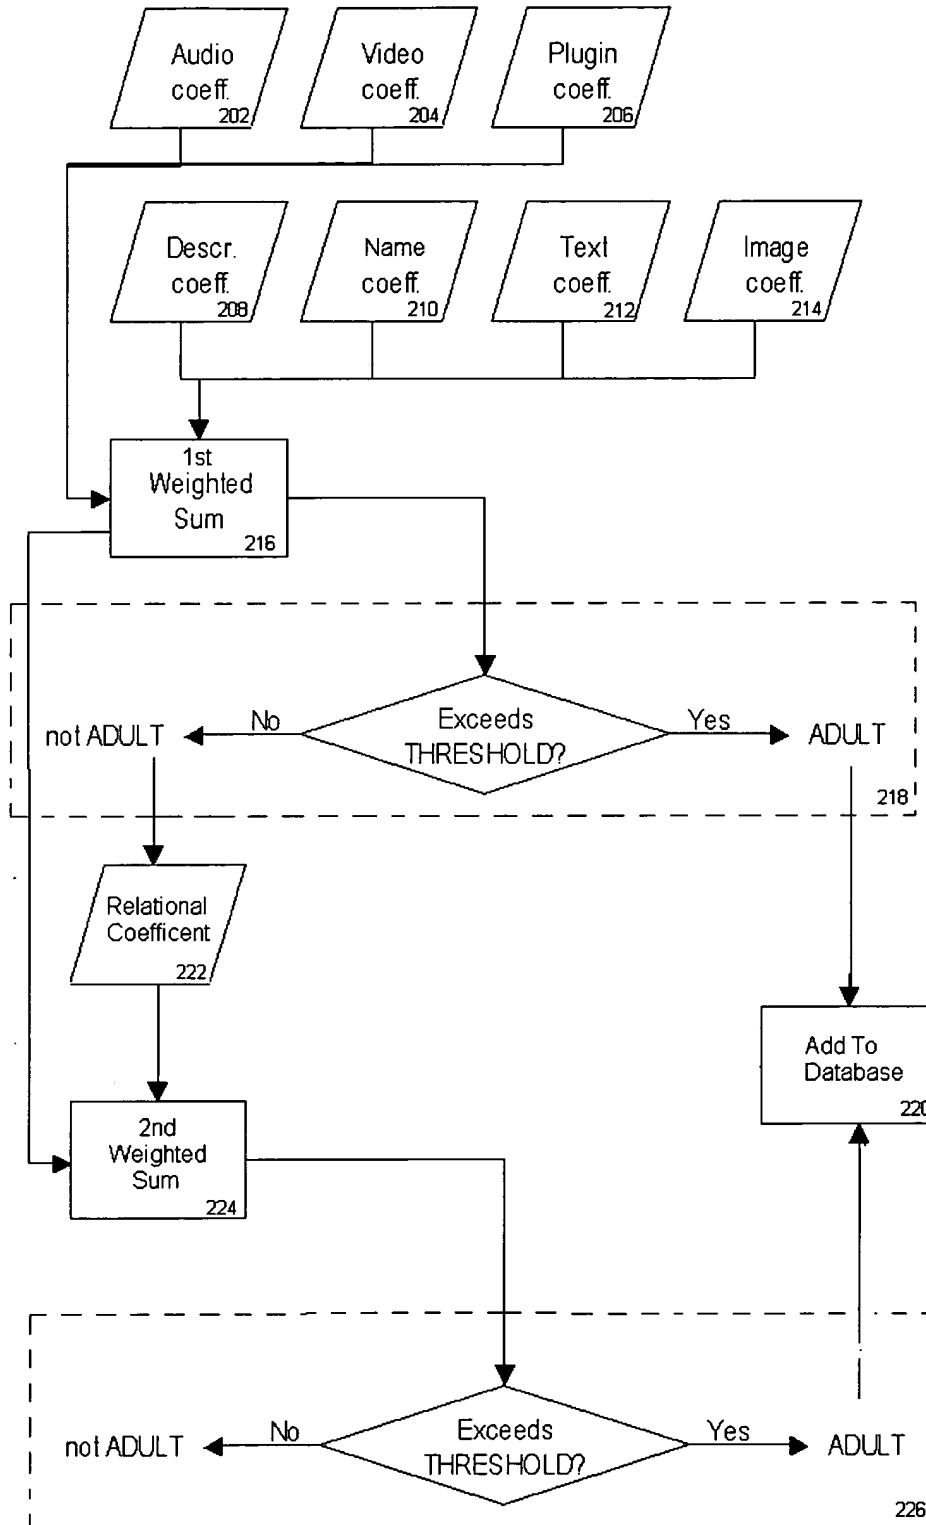 Audio
coeff.
202
Video
coeff.
204
Plugin
coeff.
206
Descr.
coeff.
208
Name
coeff.
210
Text
coeff.
212
Image
coeff.
214
1st
Weighted
Sum
216
Exceeds
THRESHOLD?
No
not ADULT
Yes
ADULT
218
Relational
Coefficent
222
Add To
Database
220
2nd
Weighted
Sum
224
Exceeds
THRESHOLD?
No
not ADULT
Yes
ADULT
226